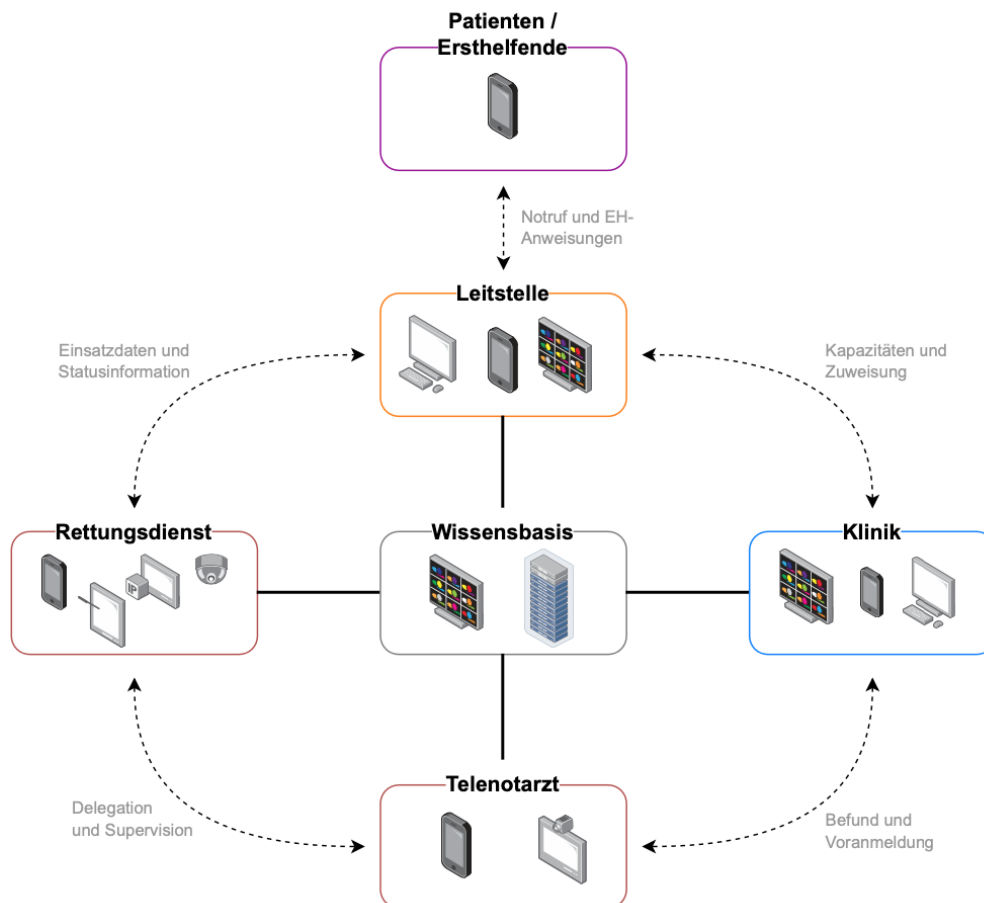 Patienten /
Ersthelfende
Notruf und EH-
Anweisungen
Leitstelle
Einsatzdaten und
Statusinformation
Kapazitäten und
Zuweisung
Rettungsdienst
Wissensbasis
Klinik
IP
Telenotarzt
Delegation
und Supervision
Befund und
Voranmeldung